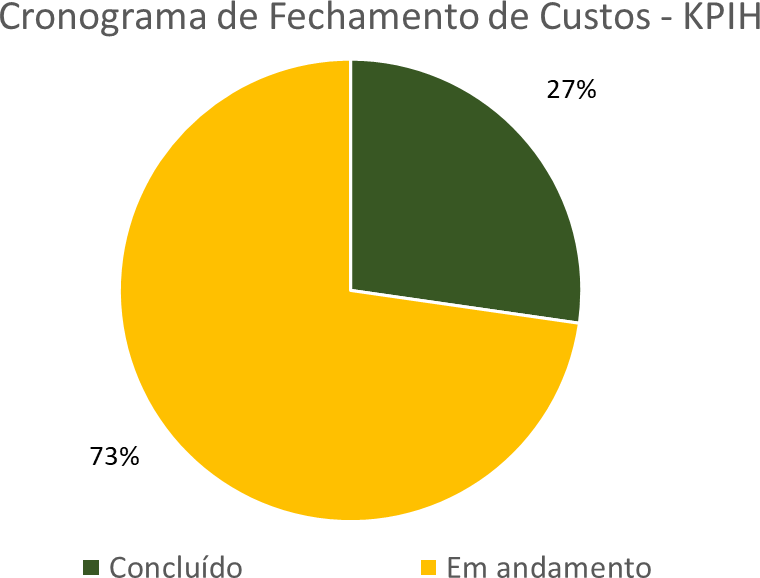 Cronograma de Fechamento de Custos - KPIH
27%
73%
Concluído
Em andamento